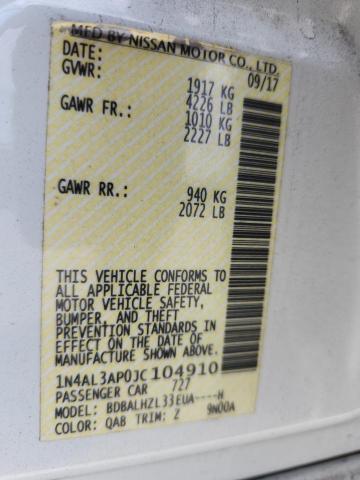 MFD BY NISSAN MOTOR CO., LTD.
DATE: 09/17
GVWR: 1917 KG
4226 LB
GAWR FR.: 1010 KG
2227 LB
GAWR RR.: 940 KG
2072 LB
THIS VEHICLE CONFORMS TO
ALL APPLICABLE FEDERAL
MOTOR VEHICLE SAFETY,
BUMPER, AND THEFT
PREVENTION STANDARDS IN
EFFECT ON THE DATE OF
MANUFACTURE SHOWN ABOVE.
1N4AL3AP0JC104910
PASSENGER CAR 727
MODEL: BDBALHZL33EUA----H
COLOR: QAB TRIM: Z 9N00A